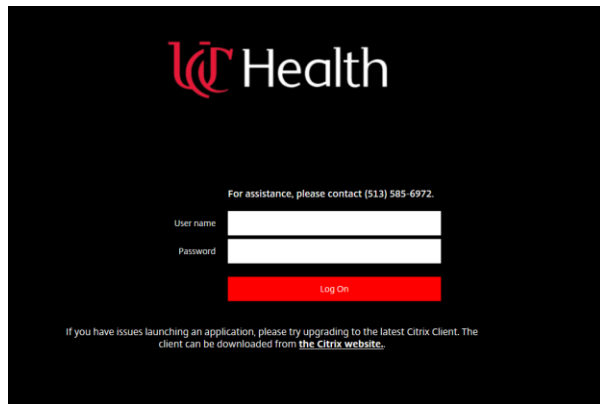 UC Health
For assistance, please contact (513) 585-6972.
User name
Password
Log On
If you have issues launching an application, please try upgrading to the latest Citrix Client. The
client can be downloaded from the Citrix website..